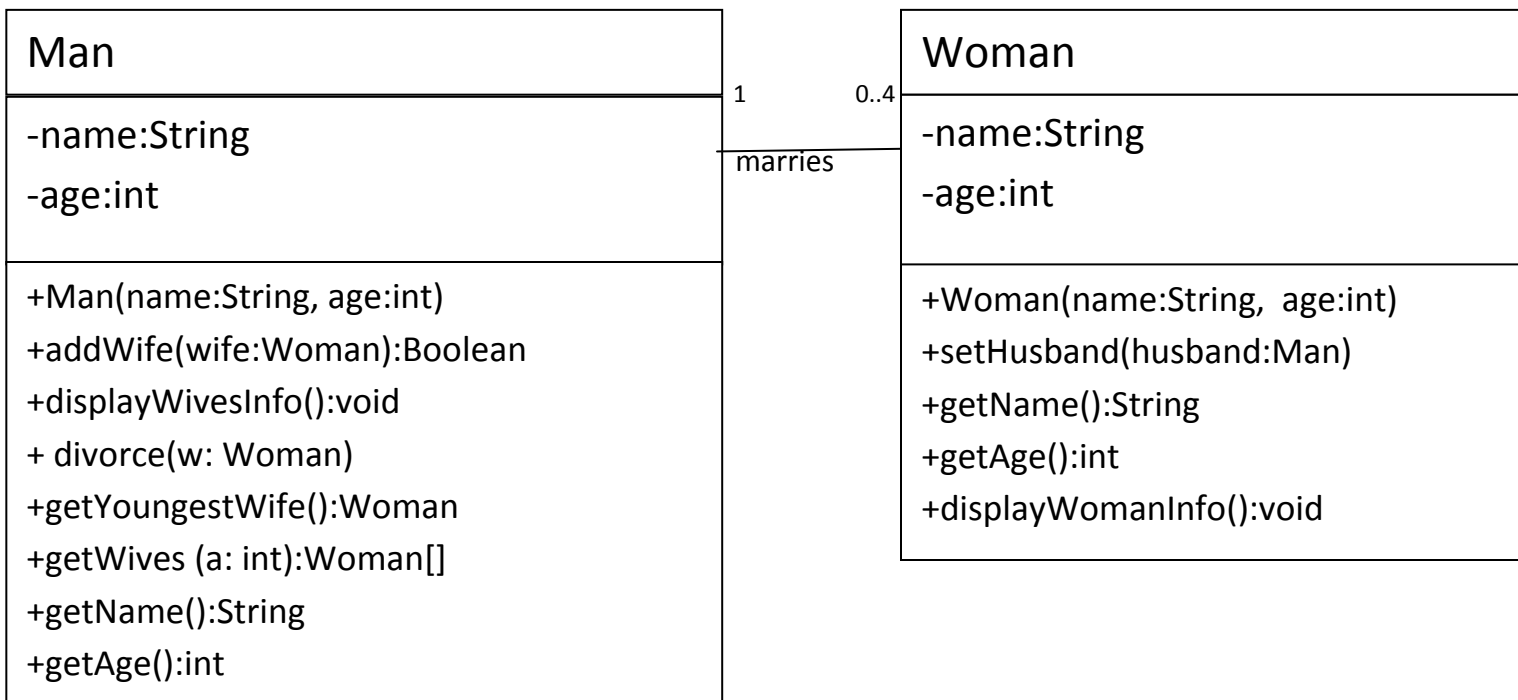 Man
-name:String
-age:int
+Man(name:String, age:int)
+addWife(wife:Woman):Boolean
+displayWivesInfo():void
+ divorce(w: Woman)
+getYoungestWife():Woman
+getWives (a: int):Woman[]
+getName():String
+getAge():int
1
0..4
marries
Woman
-name:String
-age:int
+Woman(name:String, age:int)
+setHusband(husband:Man)
+getName():String
+getAge():int
+displayWomanInfo():void